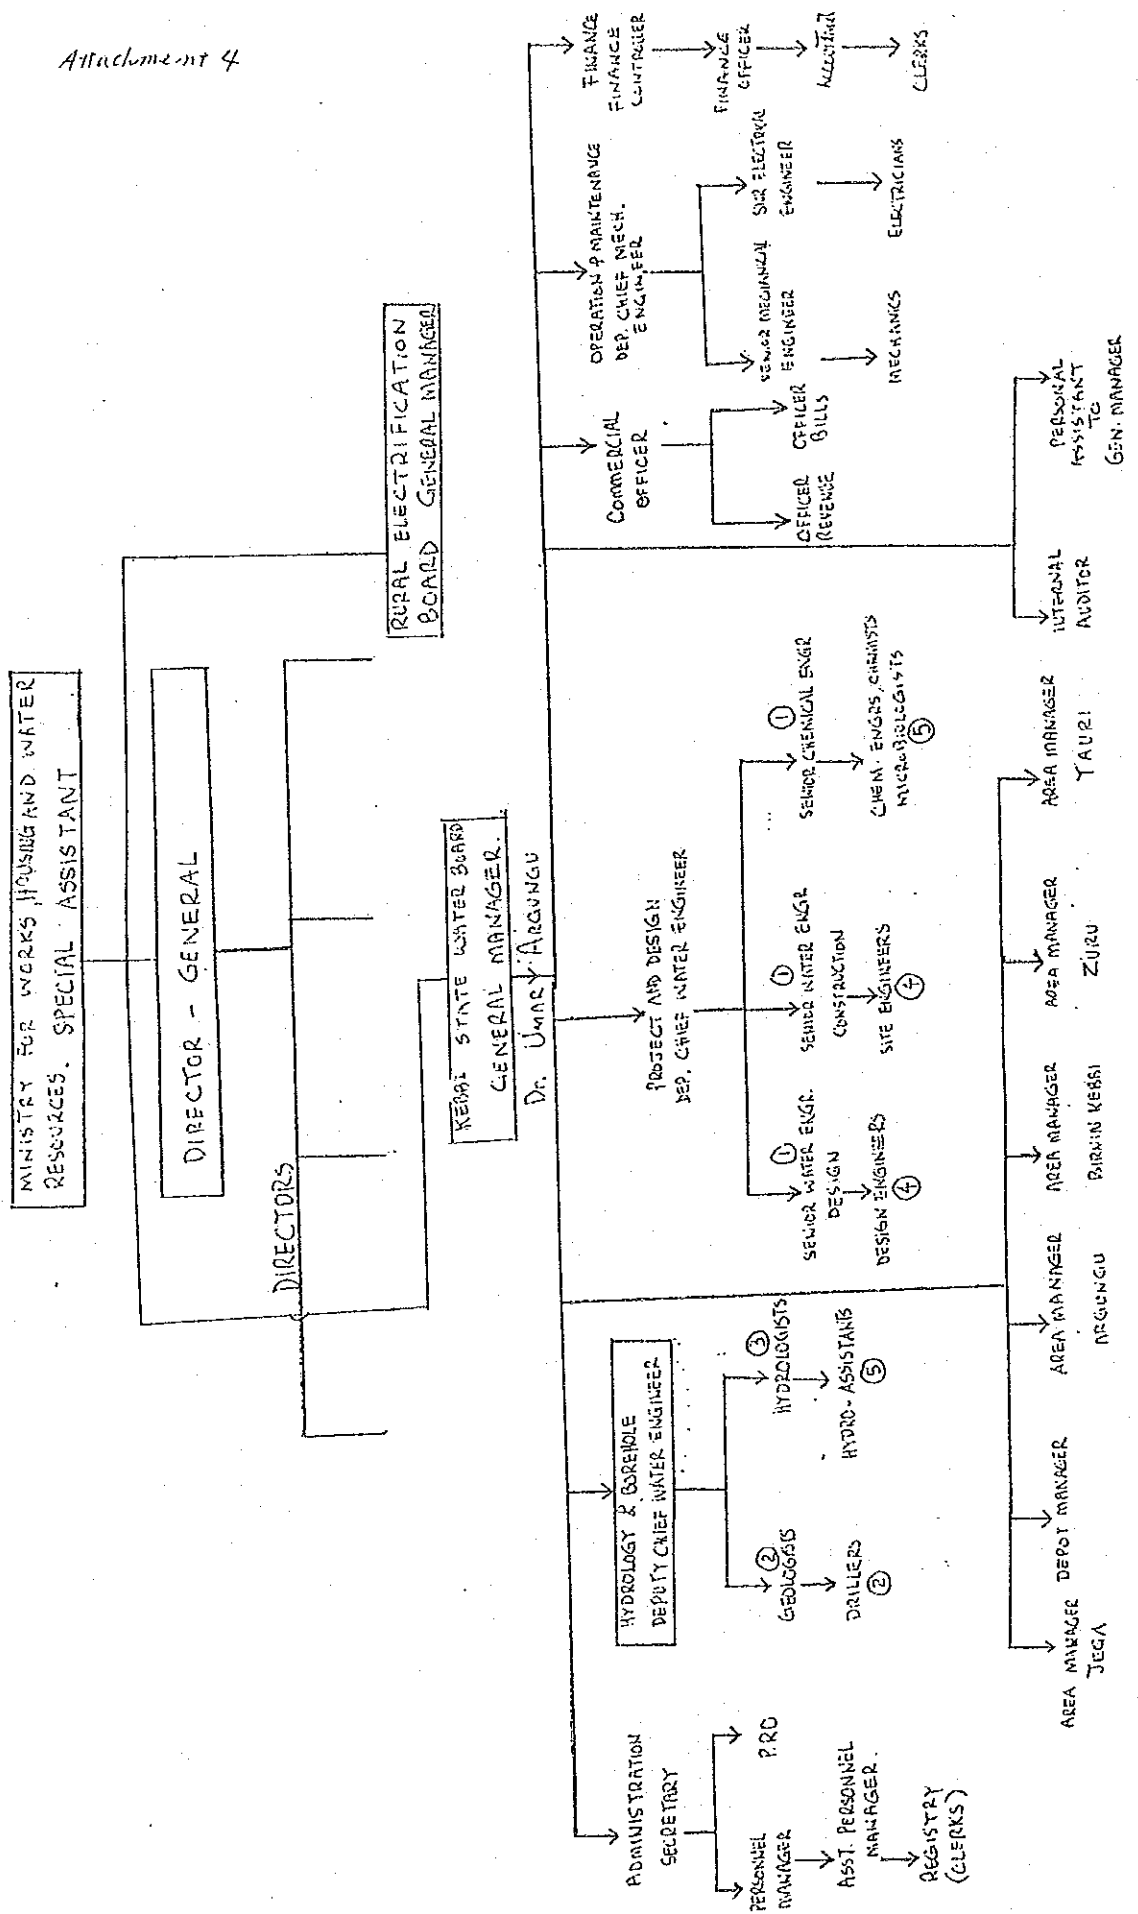 Attachment 4
MINISTRY FOR WORKS HOUSING AND WATER
RESOURCES. SPECIAL ASSISTANT
DIRECTOR - GENERAL
DIRECTORS
RURAL ELECTRIFICATION
BOARD GENERAL MANAGER
KEBBI STATE WATER BOARD
GENERAL MANAGER.
Dr. UMARY ARGUNGU
ADMINISTRATION
SECRETARY
PERSONNEL
MANAGER
P.RO
ASST. PERSONNEL
MANAGER.
REGISTRY
(CLERKS)
HYDROLOGY & BOREHOLE
DEPUTY CHIEF WATER ENGINEER
②
GEOLOGISTS
DRILLERS
②
③
HYDROLOGISTS
HYDRO-ASSISTANTS
⑤
PROJECT AND DESIGN
DEP. CHIEF WATER ENGINEER
①
SENIOR WATER ENGR.
DESIGN
DESIGN ENGINEERS
④
①
SENIOR WATER ENGR
CONSTRUCTION
SITE ENGINEERS
④
①
SENIOR CHEMICAL ENGR
CHEM. ENGRS, CHEMISTS
MICROBIOLOGISTS
⑤
COMMERCIAL
OFFICER
OFFICER
REVENUE
OFFICER
BILLS
OPERATION & MAINTENANCE
DEP. CHIEF MECH.
ENGINEER
SENIOR MECHANICAL
ENGINEER
MECHANICS
SNR ELECTRICAL
ENGINEER
ELECTRICIANS
FINANCE
FINANCE
CONTROLLER
FINANCE
OFFICER
ACCOUNTANT
CLERKS
AREA MANAGER
JEGA
DEPOT MANAGER
AREA MANAGER
ARGUNGU
AREA MANAGER
BIRNIN KEBBI
AREA MANAGER
ZURU
AREA MANAGER
YAURI
INTERNAL
AUDITOR
PERSONAL
ASSISTANT
TO
GEN. MANAGER